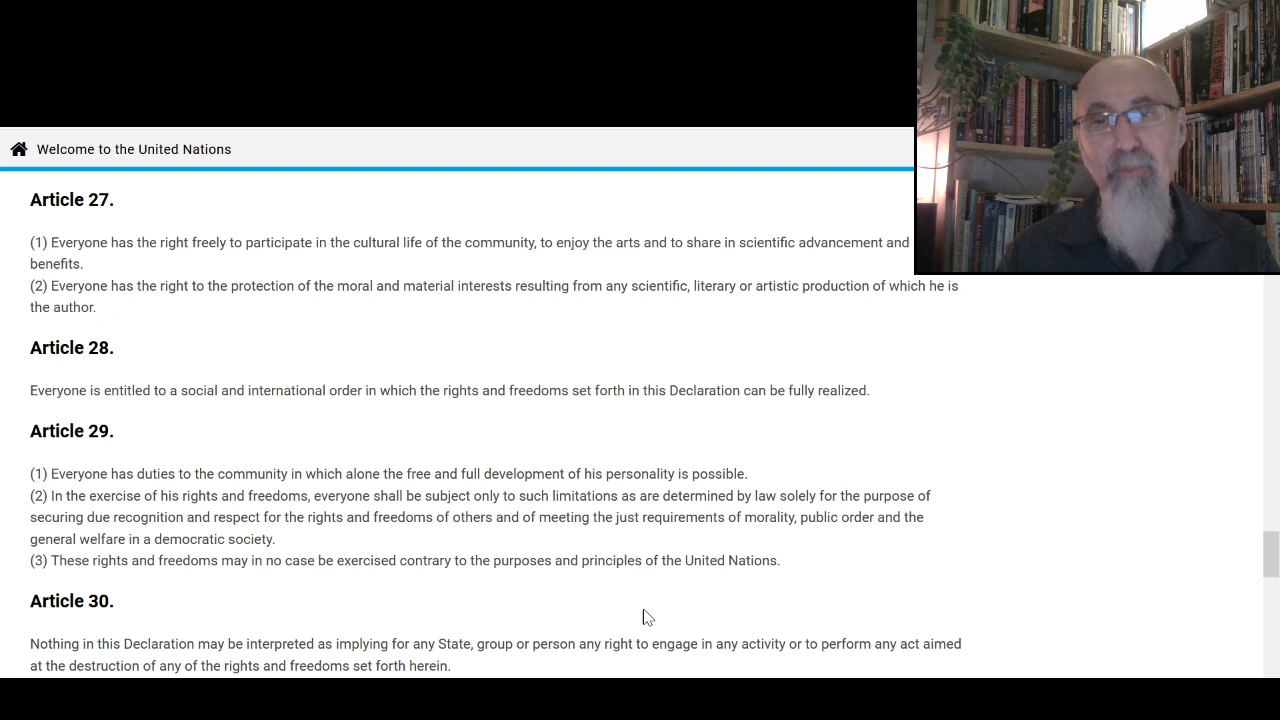 Welcome to the United Nations
Article 27.
(1) Everyone has the right freely to participate in the cultural life of the community, to enjoy the arts and to share in scientific advancement and
benefits.
(2) Everyone has the right to the protection of the moral and material interests resulting from any scientific, literary or artistic production of which he is
the author.
Article 28.
Everyone is entitled to a social and international order in which the rights and freedoms set forth in this Declaration can be fully realized.
Article 29.
(1) Everyone has duties to the community in which alone the free and full development of his personality is possible.
(2) In the exercise of his rights and freedoms, everyone shall be subject only to such limitations as are determined by law solely for the purpose of
securing due recognition and respect for the rights and freedoms of others and of meeting the just requirements of morality, public order and the
general welfare in a democratic society.
(3) These rights and freedoms may in no case be exercised contrary to the purposes and principles of the United Nations.
Article 30.
Nothing in this Declaration may be interpreted as implying for any State, group or person any right to engage in any activity or to perform any act aimed
at the destruction of any of the rights and freedoms set forth herein.